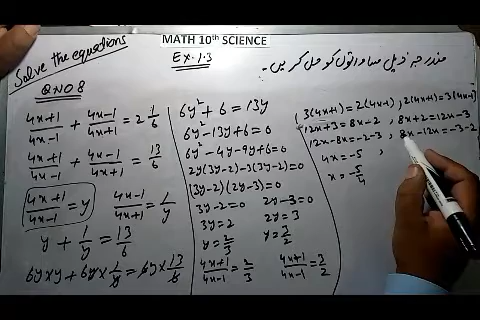 Solve the equations
MATH 10th SCIENCE
Ex.1.3
مندرجہ ذیل مساواتوں کو حل کریں۔
Q NO 8
(4x+1)/(4x-1) + (4x-1)/(4x+1) = 2 1/6
(4x+1)/(4x-1) + (4x-1)/(4x+1) = 13/6
(4x+1)/(4x-1) = y (4x-1)/(4x+1) = 1/y
y + 1/y = 13/6
6y×y + 6y × 1/y = 6y × 13/6
6y² + 6 = 13y
6y² - 13y + 6 = 0
6y² - 4y - 9y + 6 = 0
2y(3y-2) - 3(3y-2) = 0
(3y-2)(2y-3) = 0
3y-2=0 2y-3=0
3y = 2 2y = 3
y = 2/3 y = 3/2
(4x+1)/(4x-1) = 2/3 (4x+1)/(4x-1) = 3/2
3(4x+1) = 2(4x-1), 2(4x+1) = 3(4x-1)
12x+3 = 8x-2 , 8x+2 = 12x-3
12x-8x = -2-3 , 8x-12x = -3-2
4x = -5 ,
x = -5/4